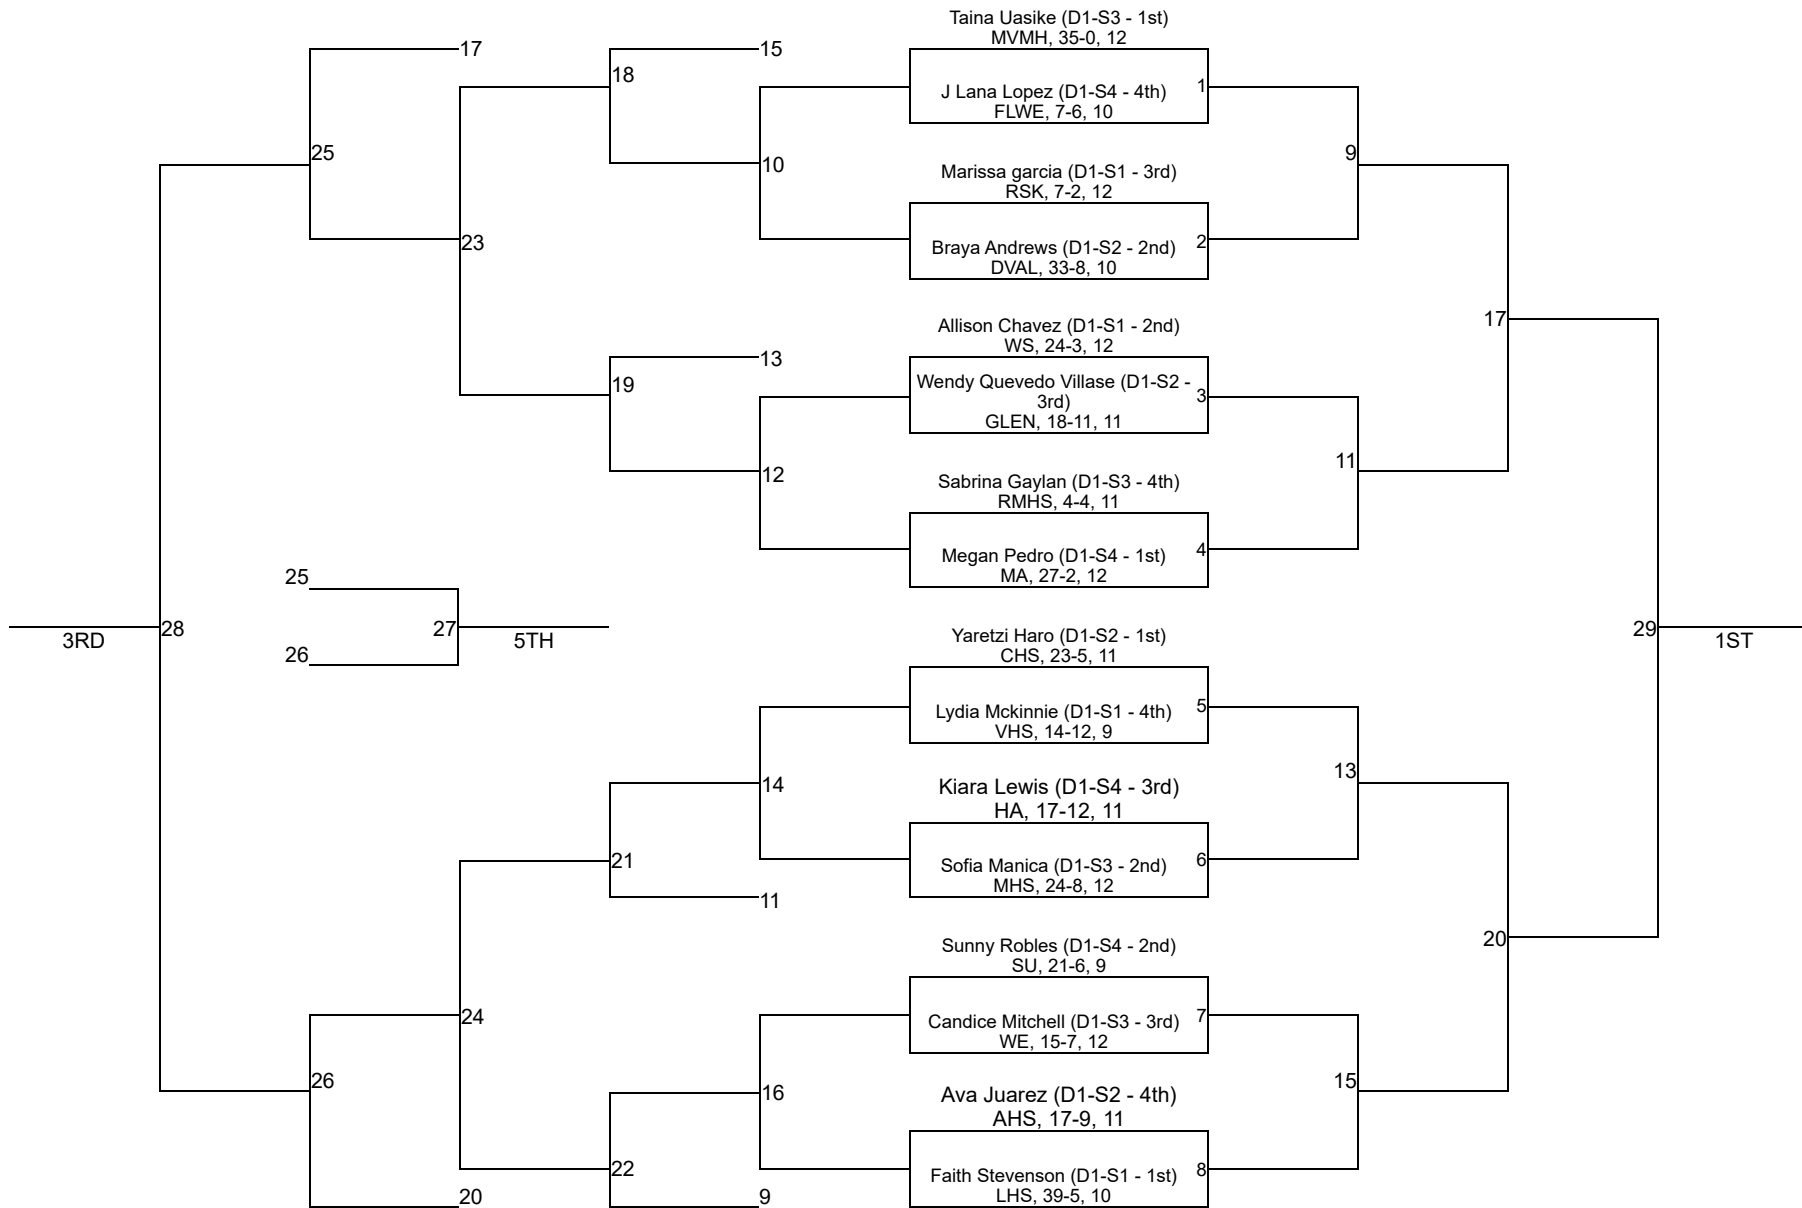 Taina Uasike (D1-S3 - 1st)
MVMH, 35-0, 12
17
15
18
J Lana Lopez (D1-S4 - 4th)
1
FLWE, 7-6, 10
25
10
9
Marissa garcia (D1-S1 - 3rd)
RSK, 7-2, 12
23
Braya Andrews (D1-S2 - 2nd)
2
DVAL, 33-8, 10
Allison Chavez (D1-S1 - 2nd)
17
WS, 24-3, 12
13
19
Wendy Quevedo Villase (D1-S2 -
3rd)
3
GLEN, 18-11, 11
12
11
Sabrina Gaylan (D1-S3 - 4th)
RMHS, 4-4, 11
Megan Pedro (D1-S4 - 1st)
4
MA, 27-2, 12
25
3RD
28
27
5TH
29
1ST
26
Yaretzi Haro (D1-S2 - 1st)
CHS, 23-5, 11
Lydia Mckinnie (D1-S1 - 4th)
5
VHS, 14-12, 9
14
13
Kiara Lewis (D1-S4 - 3rd)
HA, 17-12, 11
21
Sofia Manica (D1-S3 - 2nd)
6
MHS, 24-8, 12
11
Sunny Robles (D1-S4 - 2nd)
20
SU, 21-6, 9
24
Candice Mitchell (D1-S3 - 3rd)
7
WE, 15-7, 12
26
16
15
Ava Juarez (D1-S2 - 4th)
AHS, 17-9, 11
22
Faith Stevenson (D1-S1 - 1st)
8
LHS, 39-5, 10
20
9